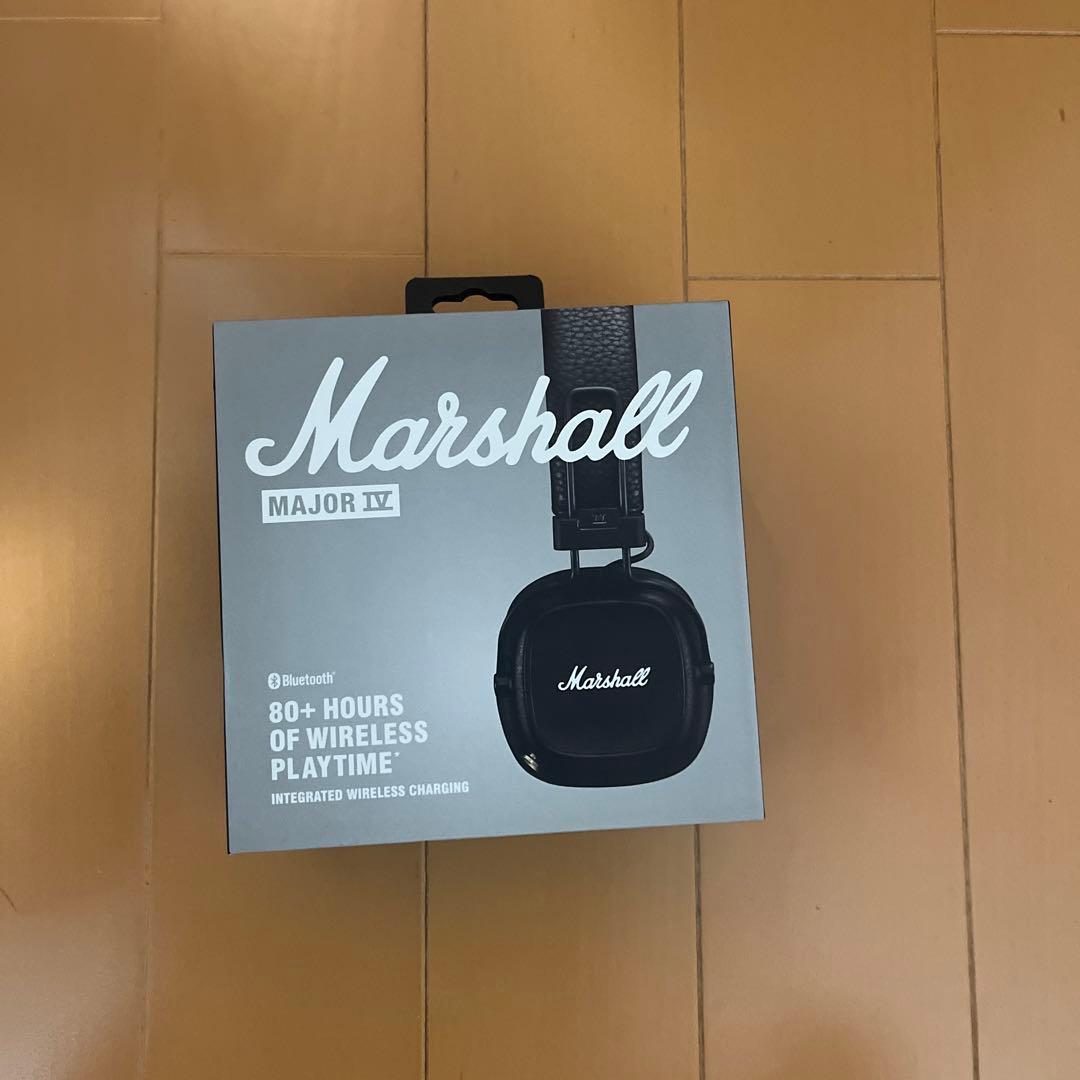 Marshall
MAJOR IV
Bluetooth®
80+ HOURS
OF WIRELESS
PLAYTIME*
INTEGRATED WIRELESS CHARGING
Marshall